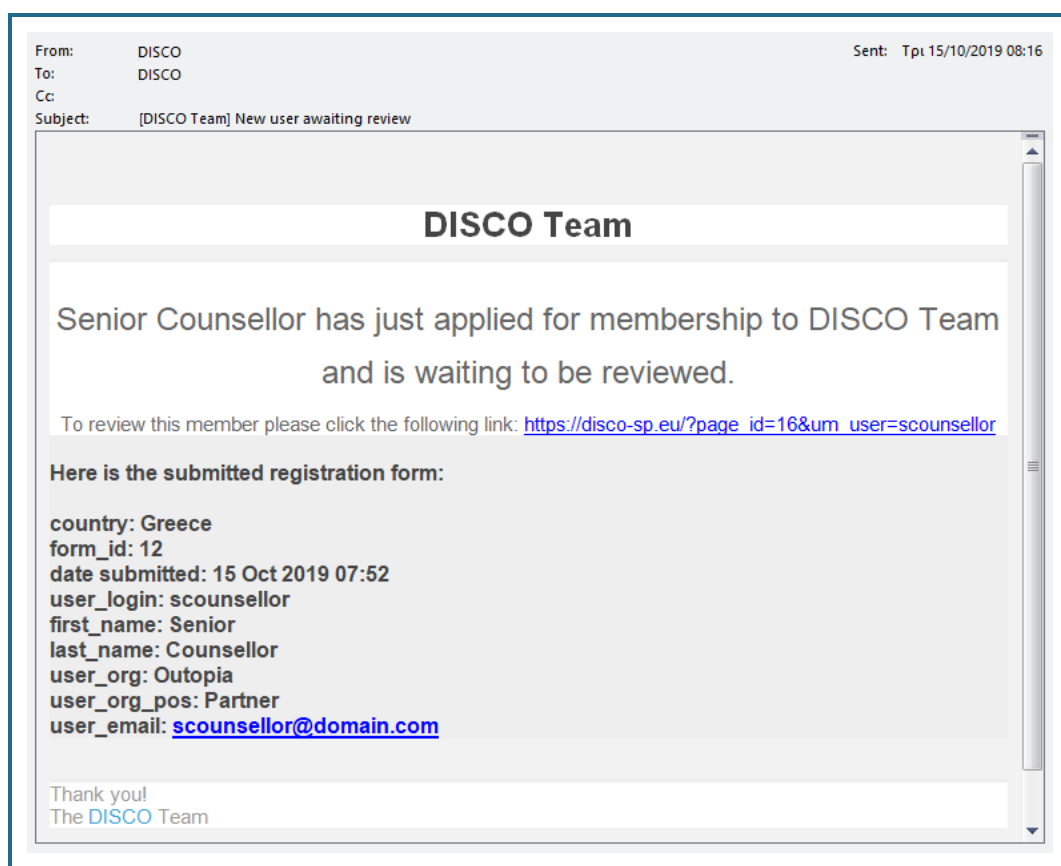 From: DISCO Sent: Τρι 15/10/2019 08:16
To: DISCO
Cc:
Subject: [DISCO Team] New user awaiting review
DISCO Team
Senior Counsellor has just applied for membership to DISCO Team
and is waiting to be reviewed.
To review this member please click the following link: https://disco-sp.eu/?page_id=16&um_user=scounsellor
Here is the submitted registration form:
country: Greece
form_id: 12
date submitted: 15 Oct 2019 07:52
user_login: scounsellor
first_name: Senior
last_name: Counsellor
user_org: Outopia
user_org_pos: Partner
user_email: scounsellor@domain.com
Thank you!
The DISCO Team